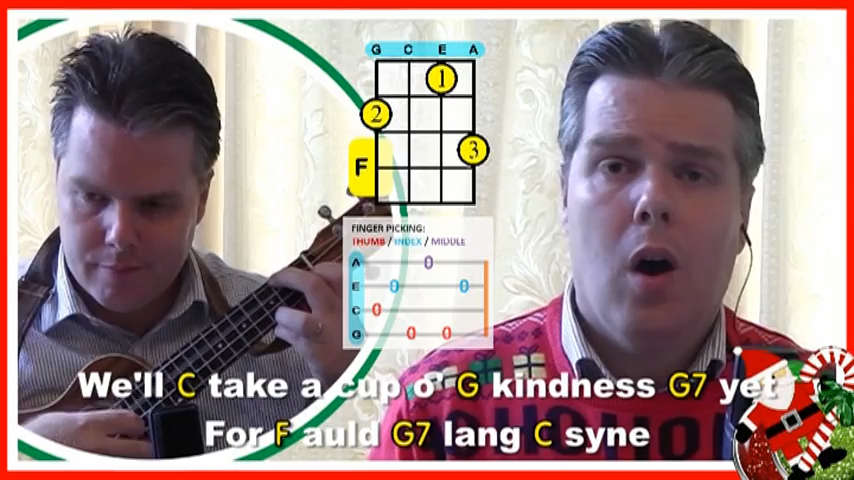 G C E A
1
2
3
F
FINGER PICKING:
THUMB / INDEX / MIDDLE
A 0
E 0 0
C 0
G 0 0
We'll C take a cup o' G kindness G7 yet
For F auld G7 lang C syne